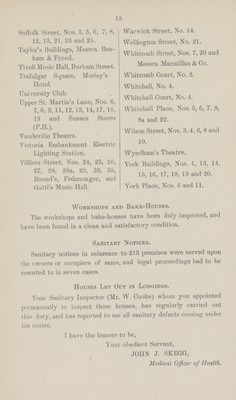 15
Suffolk Street, Nos. 3, 5, 6, 7, 8,
12, 13, 21, 23 and 25.
Taylor's Buildings, Messrs. Benham & Froud.
Tivoli Music Hall, Durham Street.
Trafalgar Square, Morley's
Hotel.
University Club.
Upper St. Martin's Lane, Nos. 6,
7, 8, 9, 11, 12, 13, 14, 17, 18,
19 and Sussex Stores
(P.H.).
Vaudeville Theatre.
Victoria Embankment Electric
Lighting Station.
Villiers Street, Nos. 24, 25, 26,
27, 28, 29a, 29, 33, 35,
Bound's, Fishmonger, and
Gatti's Music Hall.
Warwick Street, No. 14.
Wellington Street, No. 21.
Whitcomb Street, Nos. 7, 20 and
Messrs. Macmillan & Co.
Whitcomb Court, No. 2.
Whitehall, No. 4.
Whitehall Court, No. 4.
Whitehall Place, Nos. 3, 6, 7, 8,
8a and 22.
Wilson Street, Nos. 3, 4, 6, 8 and
10.
Wyndham's Theatre.
York Buildings, Nos. 1, 13, 14,
15, 16, 17, 18, 19 and 20.
York Place, Nos. 6 and 11.
Workshops and Bake-Houses.
The workshops and bake-houses have been duly inspected, and
have been found in a clean and satisfactory condition.
Sanitary Notices.
Sanitary notices in reference to 213 premises were served upon
the owners or occupiers of same, and legal proceedings had to be
resorted to in seven cases.
Houses Let Out in Lodgings.
Your Sanitary Inspector (Mr. W. Cooke) whom you appointed
permanently to inspect these houses, has regularly carried out
this duty, and has reported to me all sanitary defects coming under
his notice.
I have the honour to be,
Your obedient Servant,
JOHN J. SKEGG,
Medical Officer of Health.